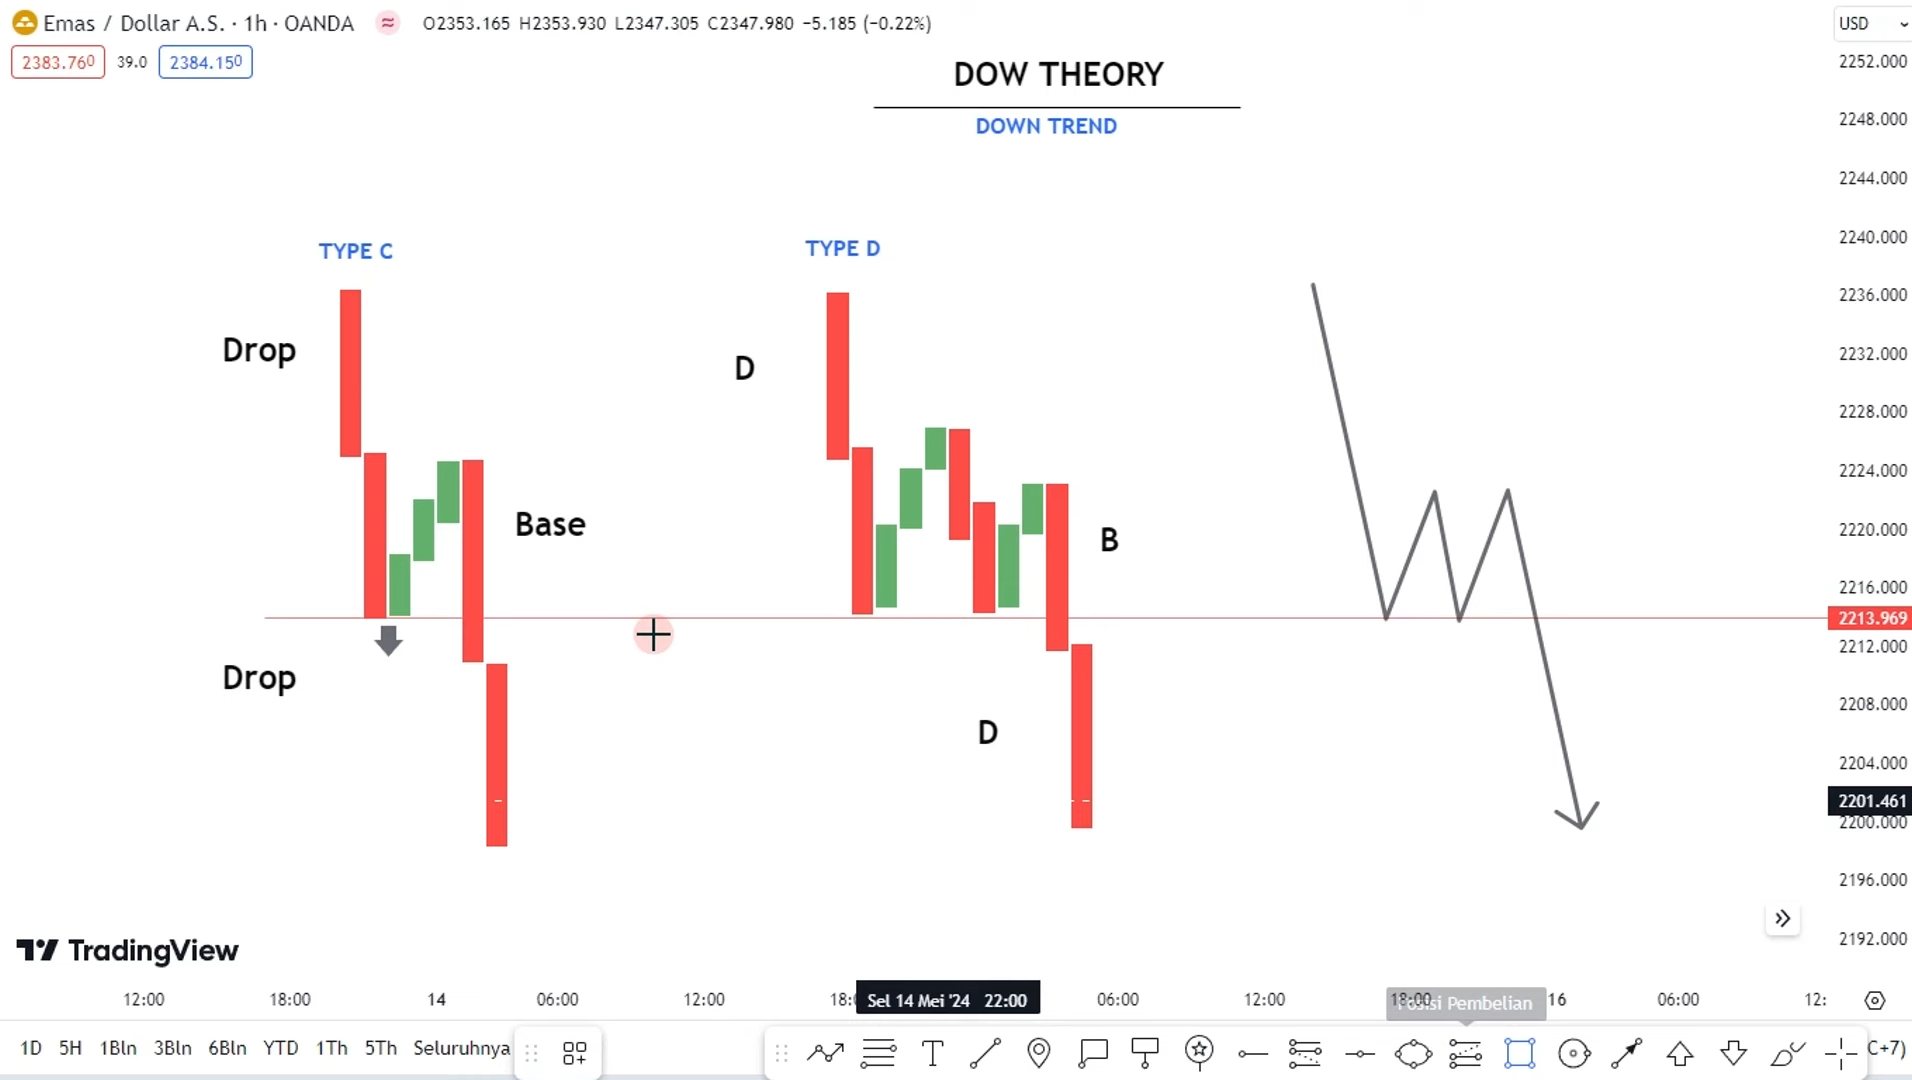 Emas / Dollar A.S. · 1h · OANDA ≈ O2353.165 H2353.930 L2347.305 C2347.980 −5.185 (−0.22%)
USD
2383.760 39.0 2384.150
DOW THEORY
DOWN TREND
TYPE C
TYPE D
Drop
D
Base
B
Drop
D
2252.000
2248.000
2244.000
2240.000
2236.000
2232.000
2228.000
2224.000
2220.000
2216.000
2213.969
2212.000
2208.000
2204.000
2201.461
2200.000
2196.000
2192.000
TradingView
12:00 18:00 14 06:00 12:00 Sel 14 Mei '24 22:00 06:00 12:00 18:00 16 06:00 12:
Pembelian
1D 5H 1Bln 3Bln 6Bln YTD 1Th 5Th Seluruhnya
C+7)